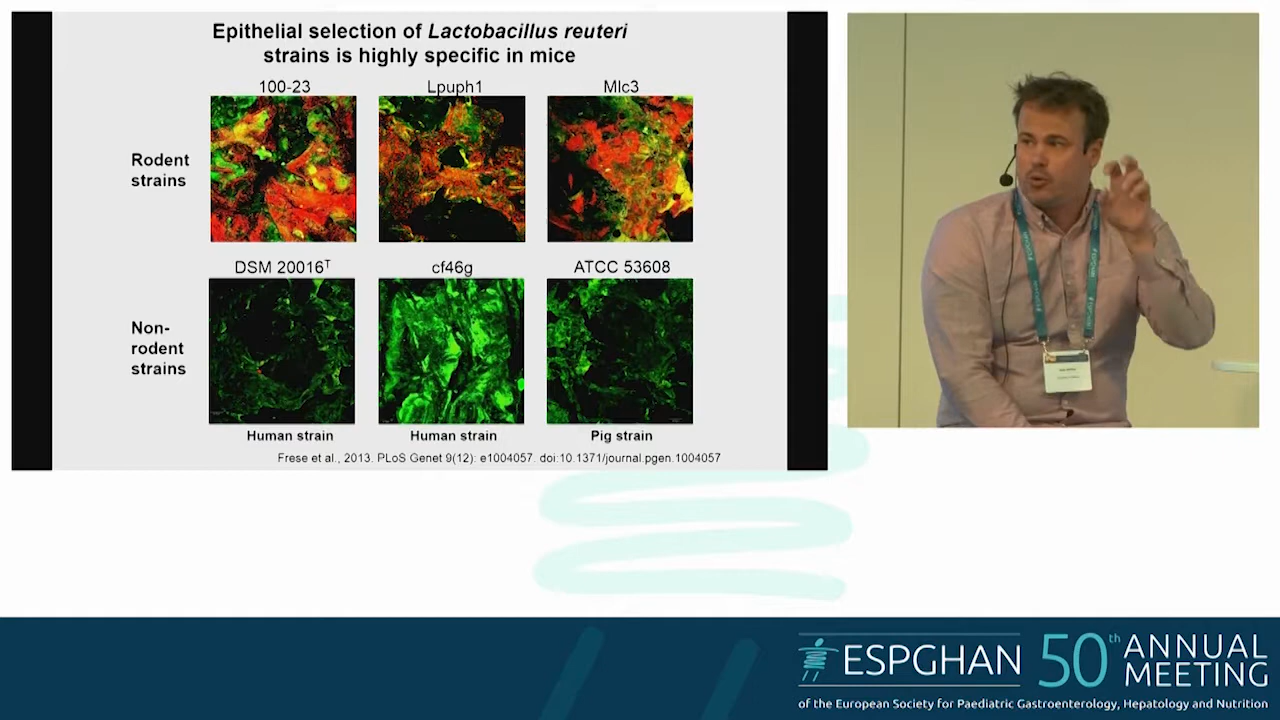 Epithelial selection of Lactobacillus reuteri
strains is highly specific in mice
100-23
Lpuph1
Mlc3
Rodent
strains
DSM 20016T
cf46g
ATCC 53608
Non-
rodent
strains
Human strain
Human strain
Pig strain
Frese et al., 2013. PLoS Genet 9(12): e1004057. doi:10.1371/journal.pgen.1004057
ESPGHAN
50th ANNUAL
MEETING
of the European Society for Paediatric Gastroenterology, Hepatology and Nutrition